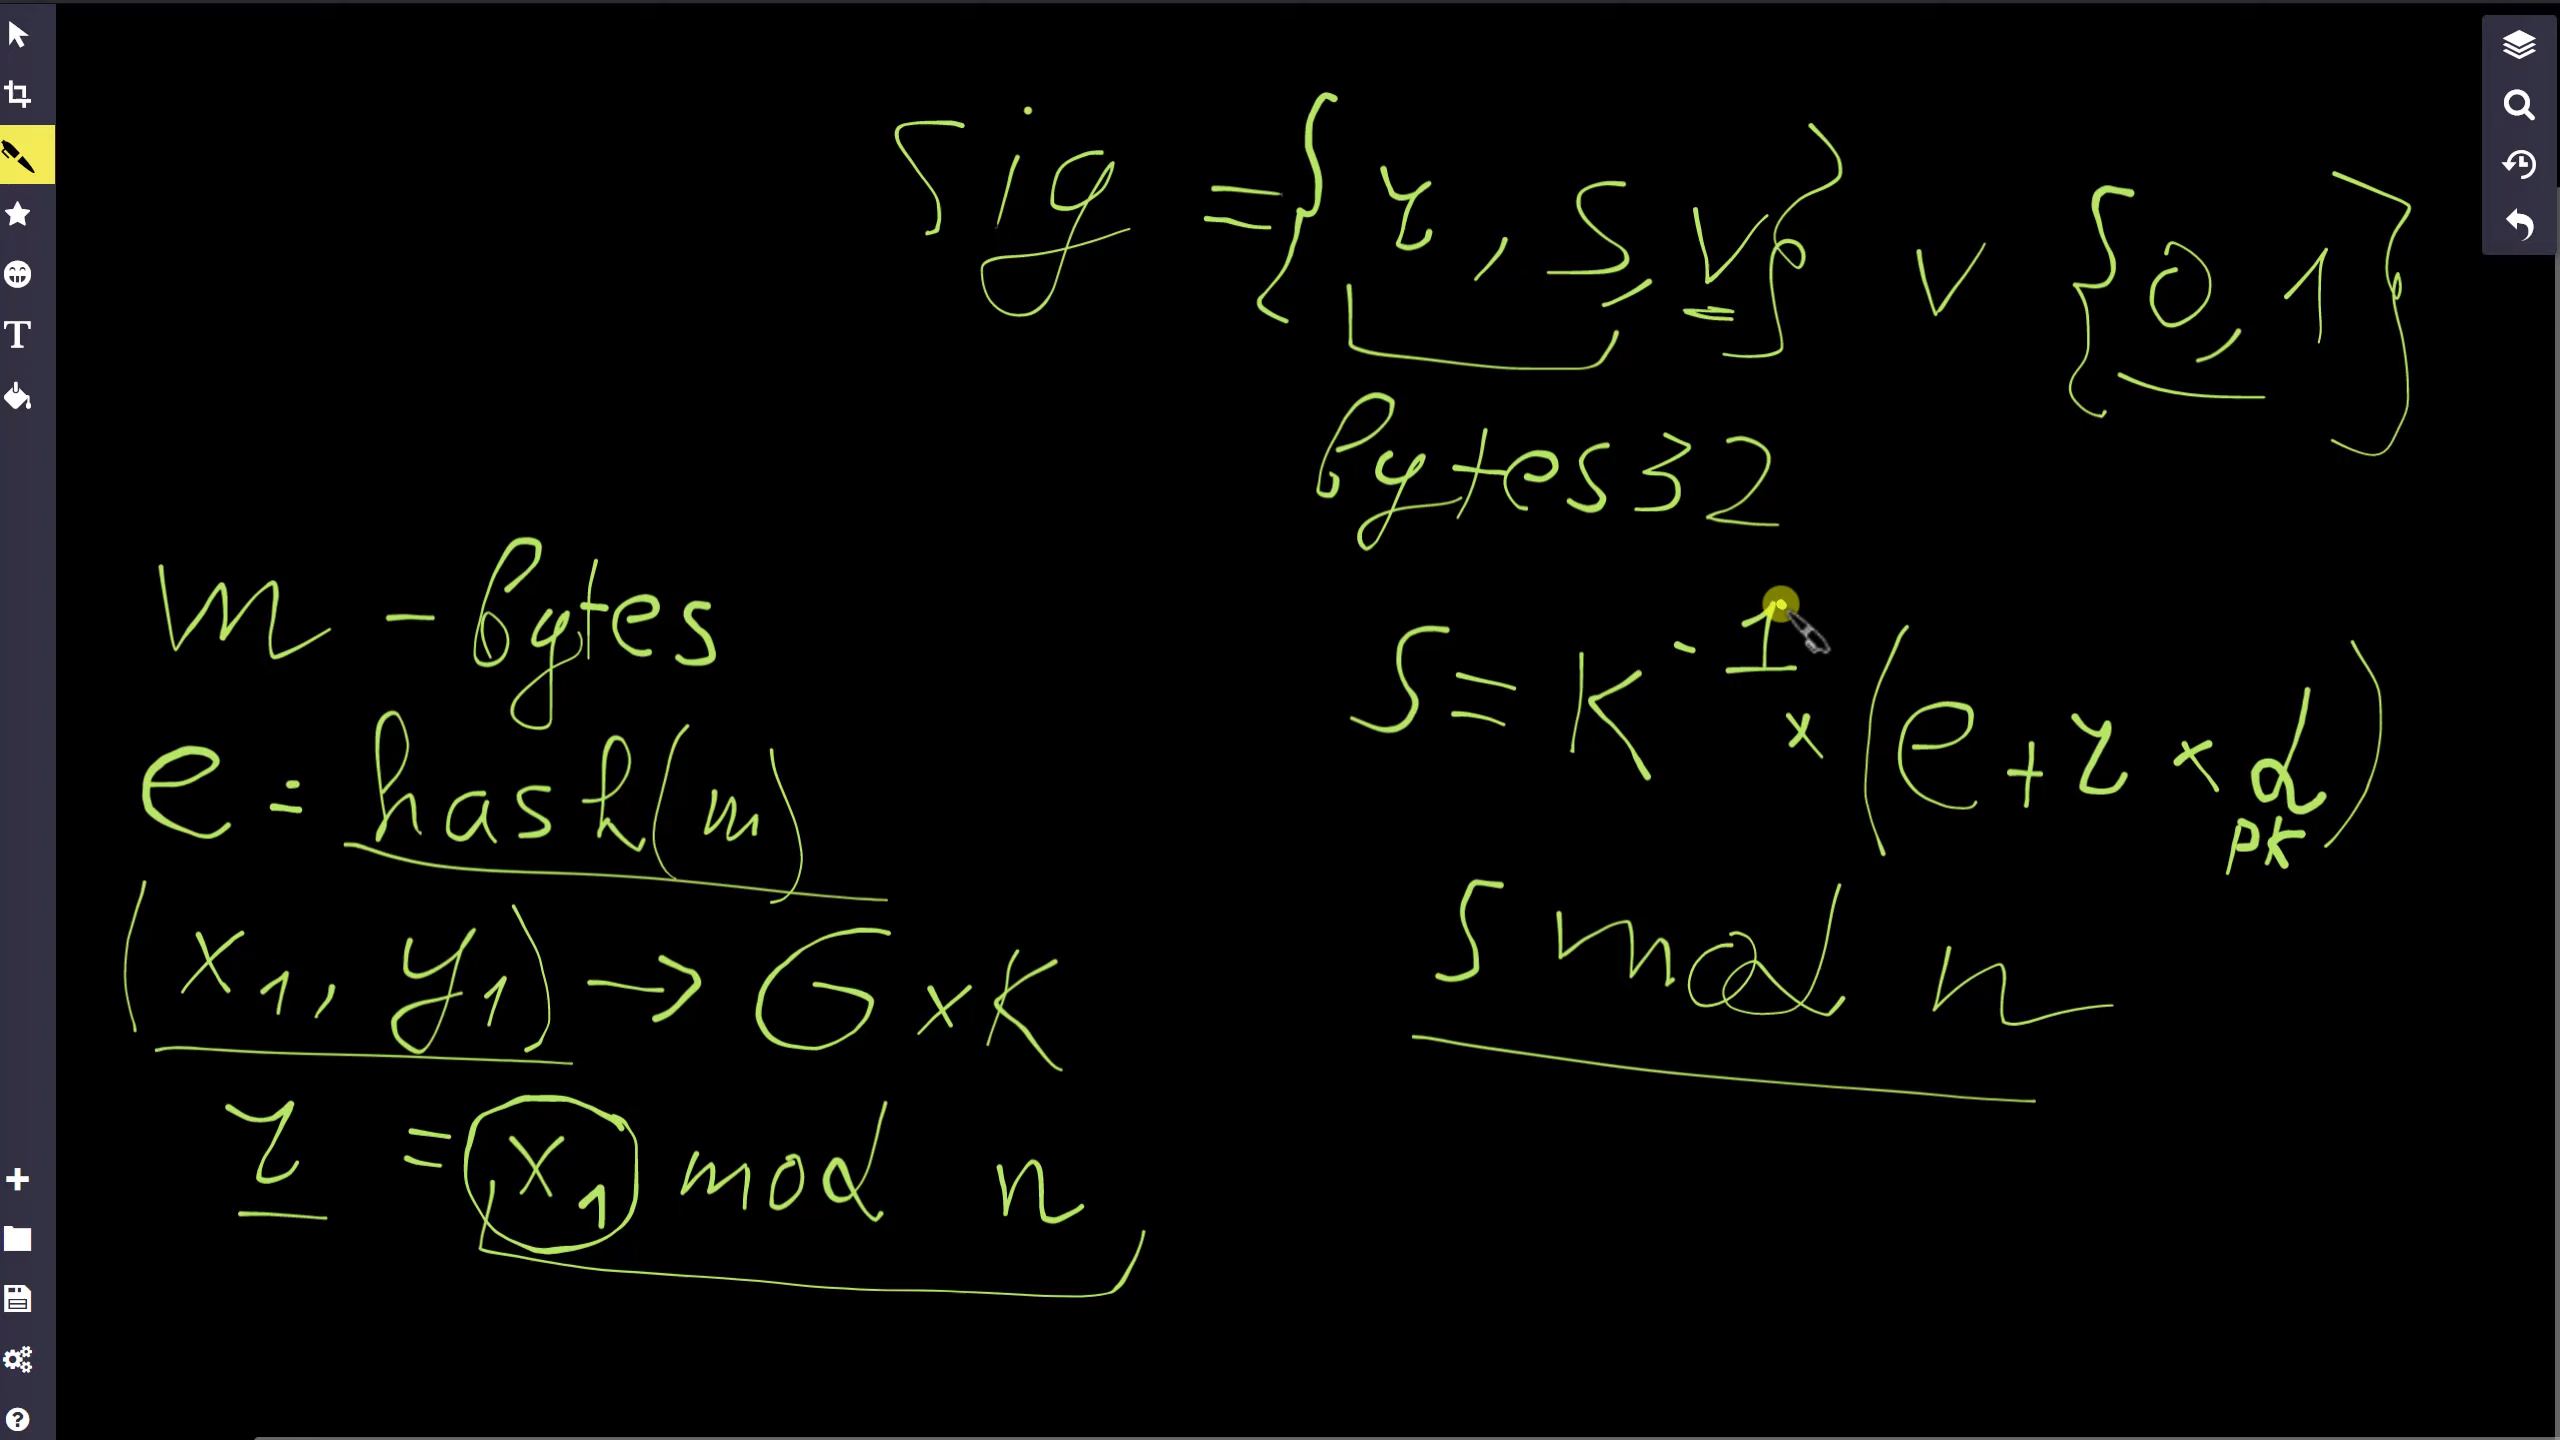 Sig = {r, s, v} v {0, 1}
bytes32
m - bytes
e = hash(m)
(x1, y1) → G × K
r = x1 mod n
S = K^-1 × (e + r × d)
pk
S mod n
T